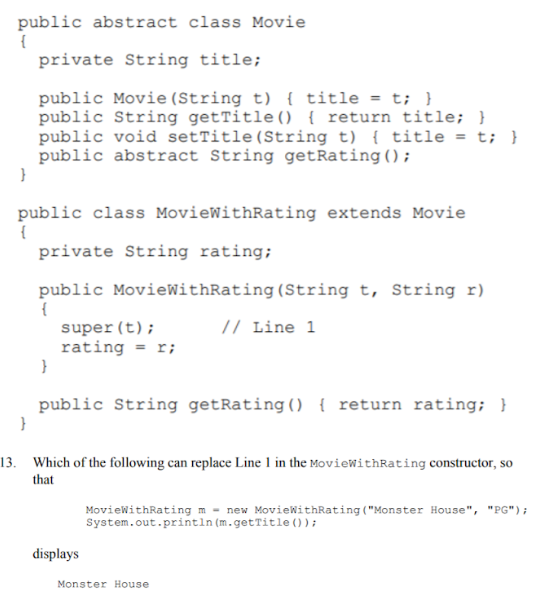 public abstract class Movie
{
private String title;
public Movie(String t) { title = t; }
public String getTitle() { return title; }
public void setTitle(String t) { title = t; }
public abstract String getRating();
}
public class MovieWithRating extends Movie
{
private String rating;
public MovieWithRating(String t, String r)
{
super(t); // Line 1
rating = r;
}
public String getRating() { return rating; }
}
13. Which of the following can replace Line 1 in the MovieWithRating constructor, so
that
MovieWithRating m = new MovieWithRating("Monster House", "PG");
System.out.println(m.getTitle());
displays
Monster House